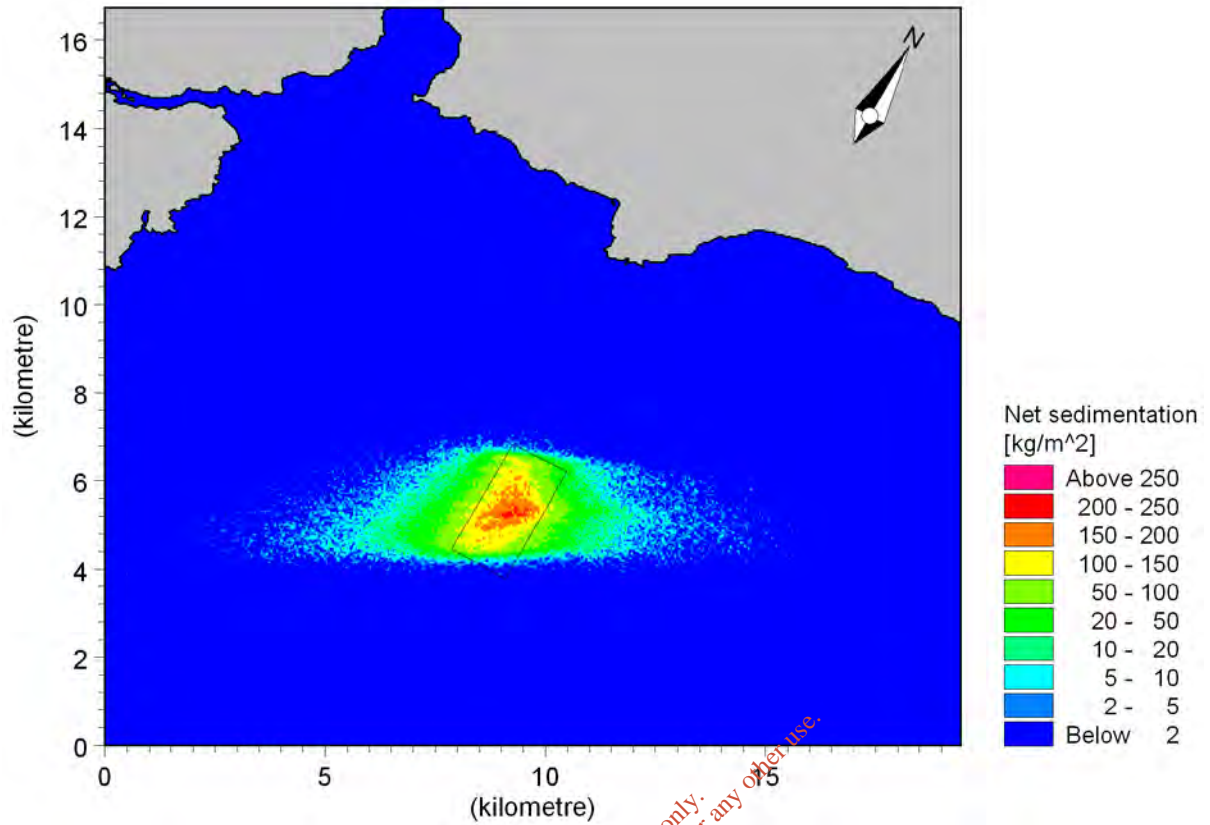 N
16
14
12
10
8
6
4
2
0
(kilometre)
0 5 10 15
(kilometre)
Net sedimentation
[kg/m^2]
Above 250
200 - 250
150 - 200
100 - 150
50 - 100
20 - 50
10 - 20
5 - 10
2 - 5
Below 2
only.
any other use.